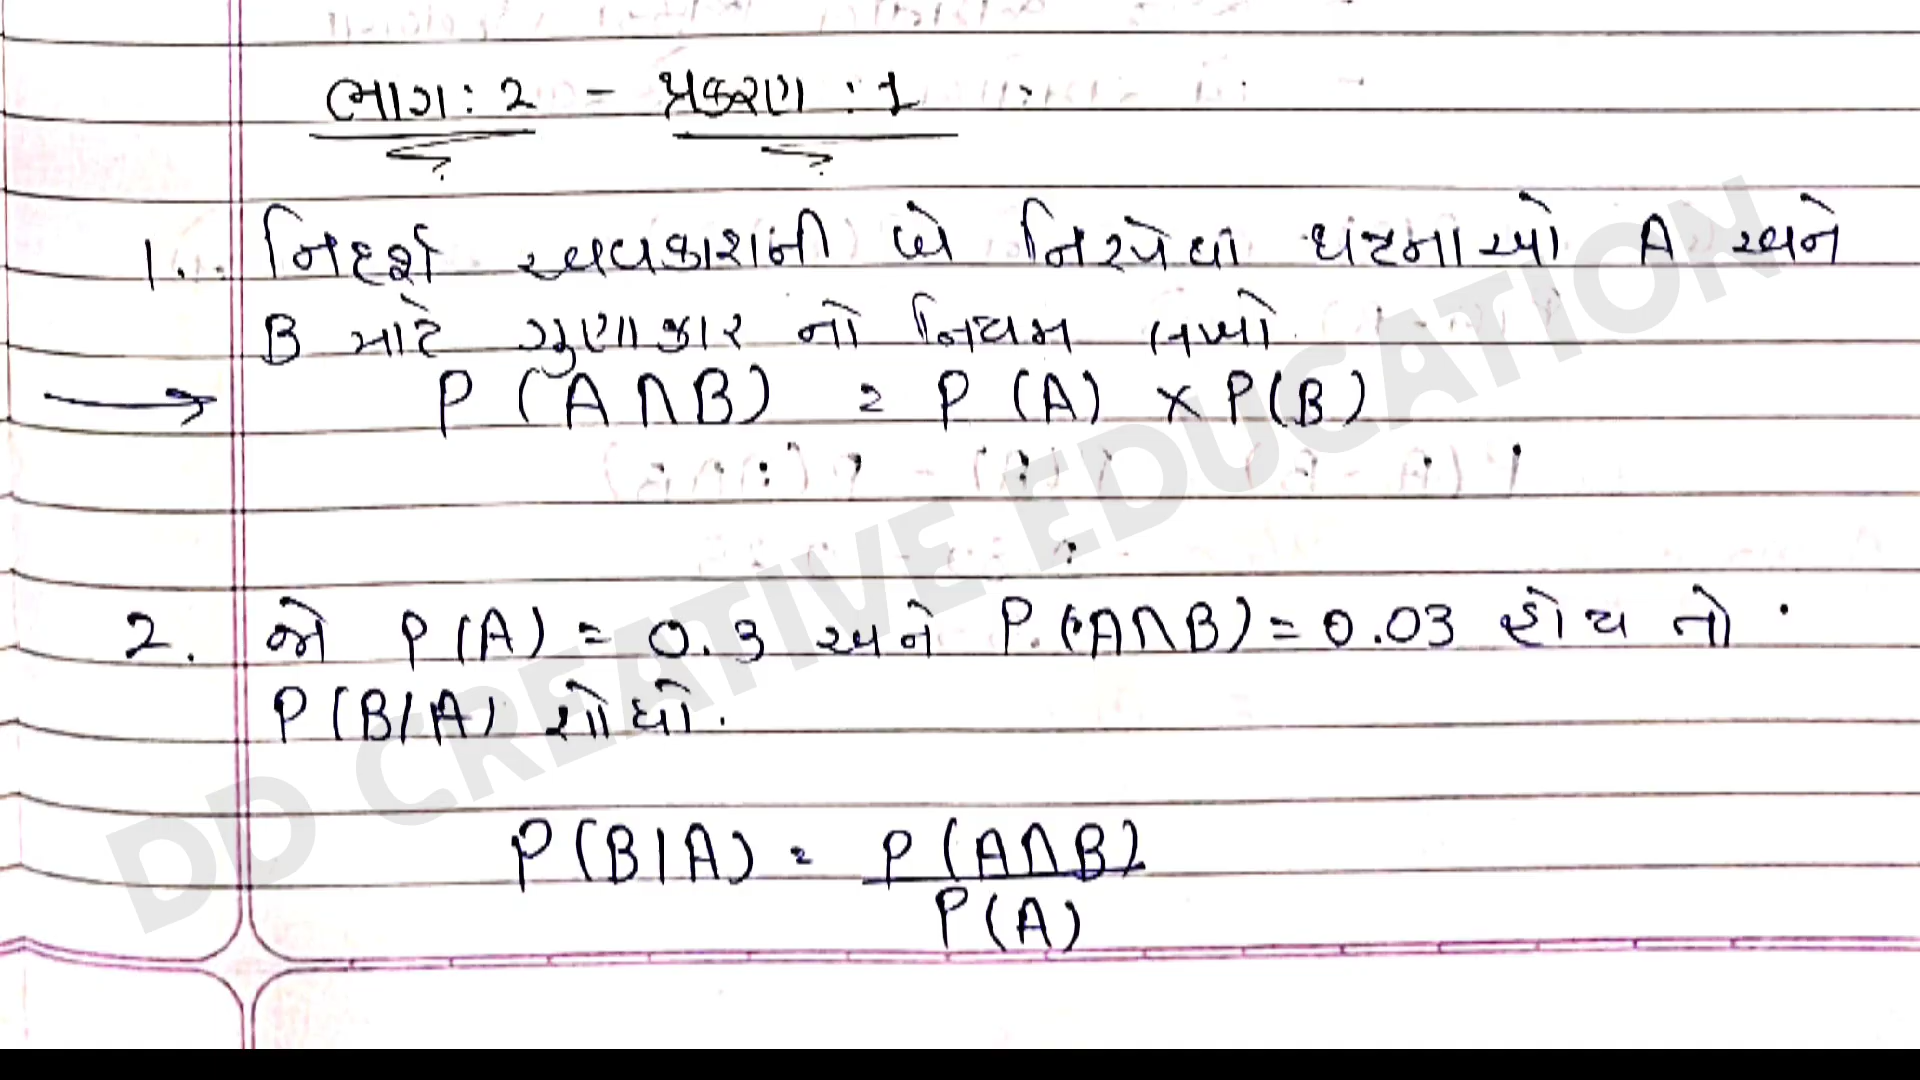 ભાગ : 2 - પ્રકરણ : 1
1. નિદર્શ અવકાશની બે નિરપેક્ષ ઘટનાઓ A અને
B માટે ગુણાકાર નો નિયમ લખો.
→ P (A ∩ B) = P (A) × P(B)
2. જો P (A) = 0.3 અને P (A∩B) = 0.03 હોય તો
P (B/A) શોધો.
P (B|A) = P (A∩B)
P (A)
DD CREATIVE EDUCATION